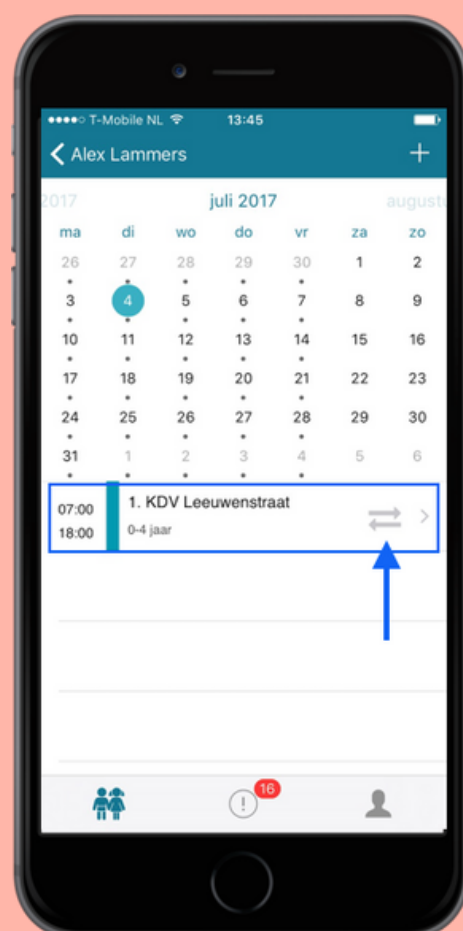 T-Mobile NL 13:45
Alex Lammers +
2017 juli 2017 august
ma di wo do vr za zo
26 27 28 29 30 1 2
3 4 5 6 7 8 9
10 11 12 13 14 15 16
17 18 19 20 21 22 23
24 25 26 27 28 29 30
31 1 2 3 4 5 6
07:00 1. KDV Leeuwenstraat
18:00 0-4 jaar
16